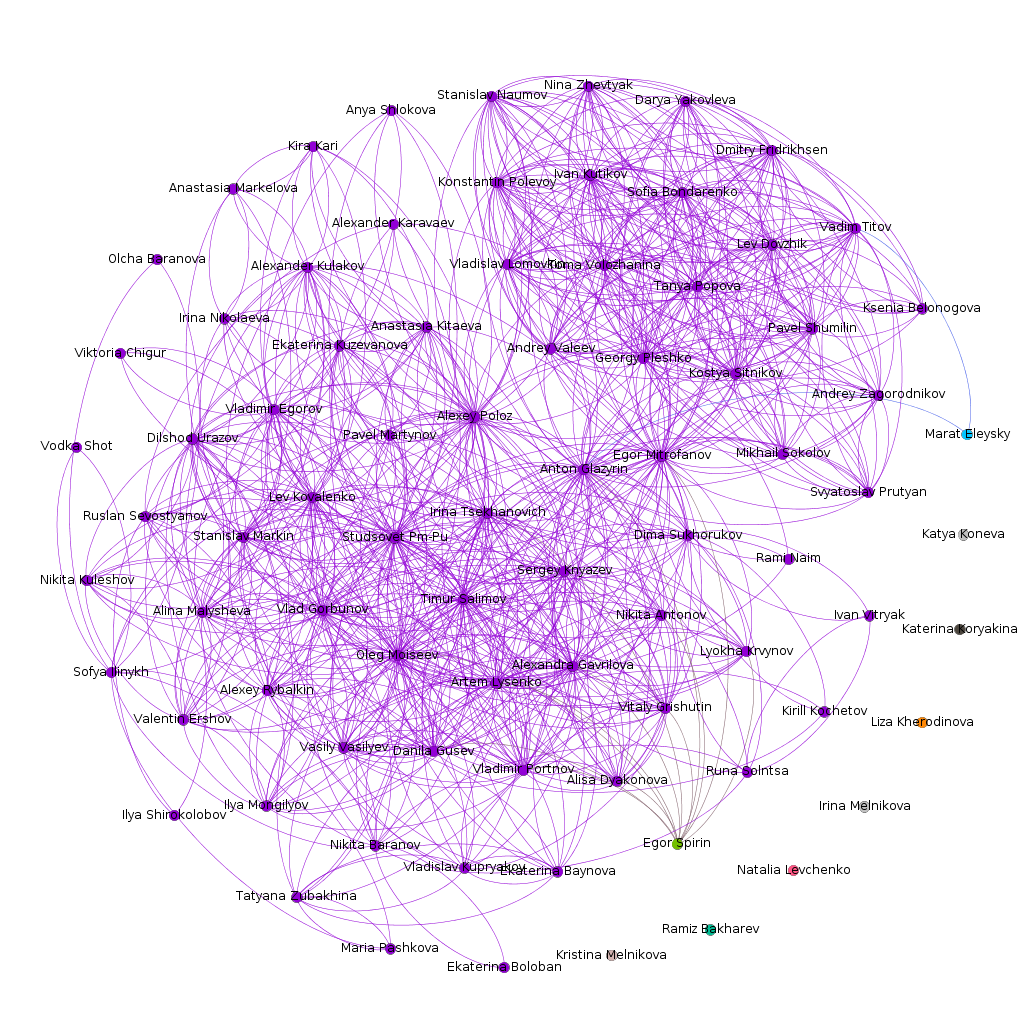 Nina Zhevtyak
Stanislav Naumov
Darya Yakovleva
Anya Shlokova
Kira Kari
Dmitry Fridrikhsen
Ivan Kutikov
Konstantin Polevoy
Anastasia Markelova
Sofia Bondarenko
Alexander Karavaev
Vadim Titov
Lev Dovzhik
Olcha Baranova
Vladislav Lomovtsev
Toma Volozhanina
Alexander Kulakov
Tanya Popova
Ksenia Belonogova
Irina Nikolaeva
Anastasia Kitaeva
Pavel Shumilin
Ekaterina Kuzevanova
Andrey Valeev
Viktoria Chigur
Georgy Pleshko
Kostya Sitnikov
Andrey Zagorodnikov
Vladimir Egorov
Alexey Poloz
Marat Eleysky
Pavel Martynov
Dilshod Urazov
Vodka Shot
Mikhail Sokolov
Egor Mitrofanov
Anton Glazyrin
Svyatoslav Prutyan
Lev Kovalenko
Irina Tsekhanovich
Ruslan Sevostyanov
Katya Koneva
Dima Sukhorukov
Stanislav Markin
Studsovet Pm-Pu
Rami Naim
Sergey Knyazev
Nikita Kuleshov
Timur Salimov
Vlad Gorbunov
Alina Malysheva
Nikita Antonov
Ivan Vitryak
Katerina Koryakina
Lyokha Krvynov
Oleg Moiseev
Alexandra Gavrilova
Sofya Ilinykh
Artem Lysenko
Alexey Rybalkin
Vitaly Grishutin
Kirill Kochetov
Valentin Ershov
Liza Kherodinova
Vasily Vasilyev
Danila Gusev
Vladimir Portnov
Runa Solntsa
Alisa Dyakonova
Ilya Mongilyov
Irina Melnikova
Ilya Shirokolobov
Egor Spirin
Nikita Baranov
Vladislav Kupryakov
Ekaterina Baynova
Natalia Levchenko
Tatyana Zubakhina
Ramiz Bakharev
Maria Pashkova
Kristina Melnikova
Ekaterina Boloban